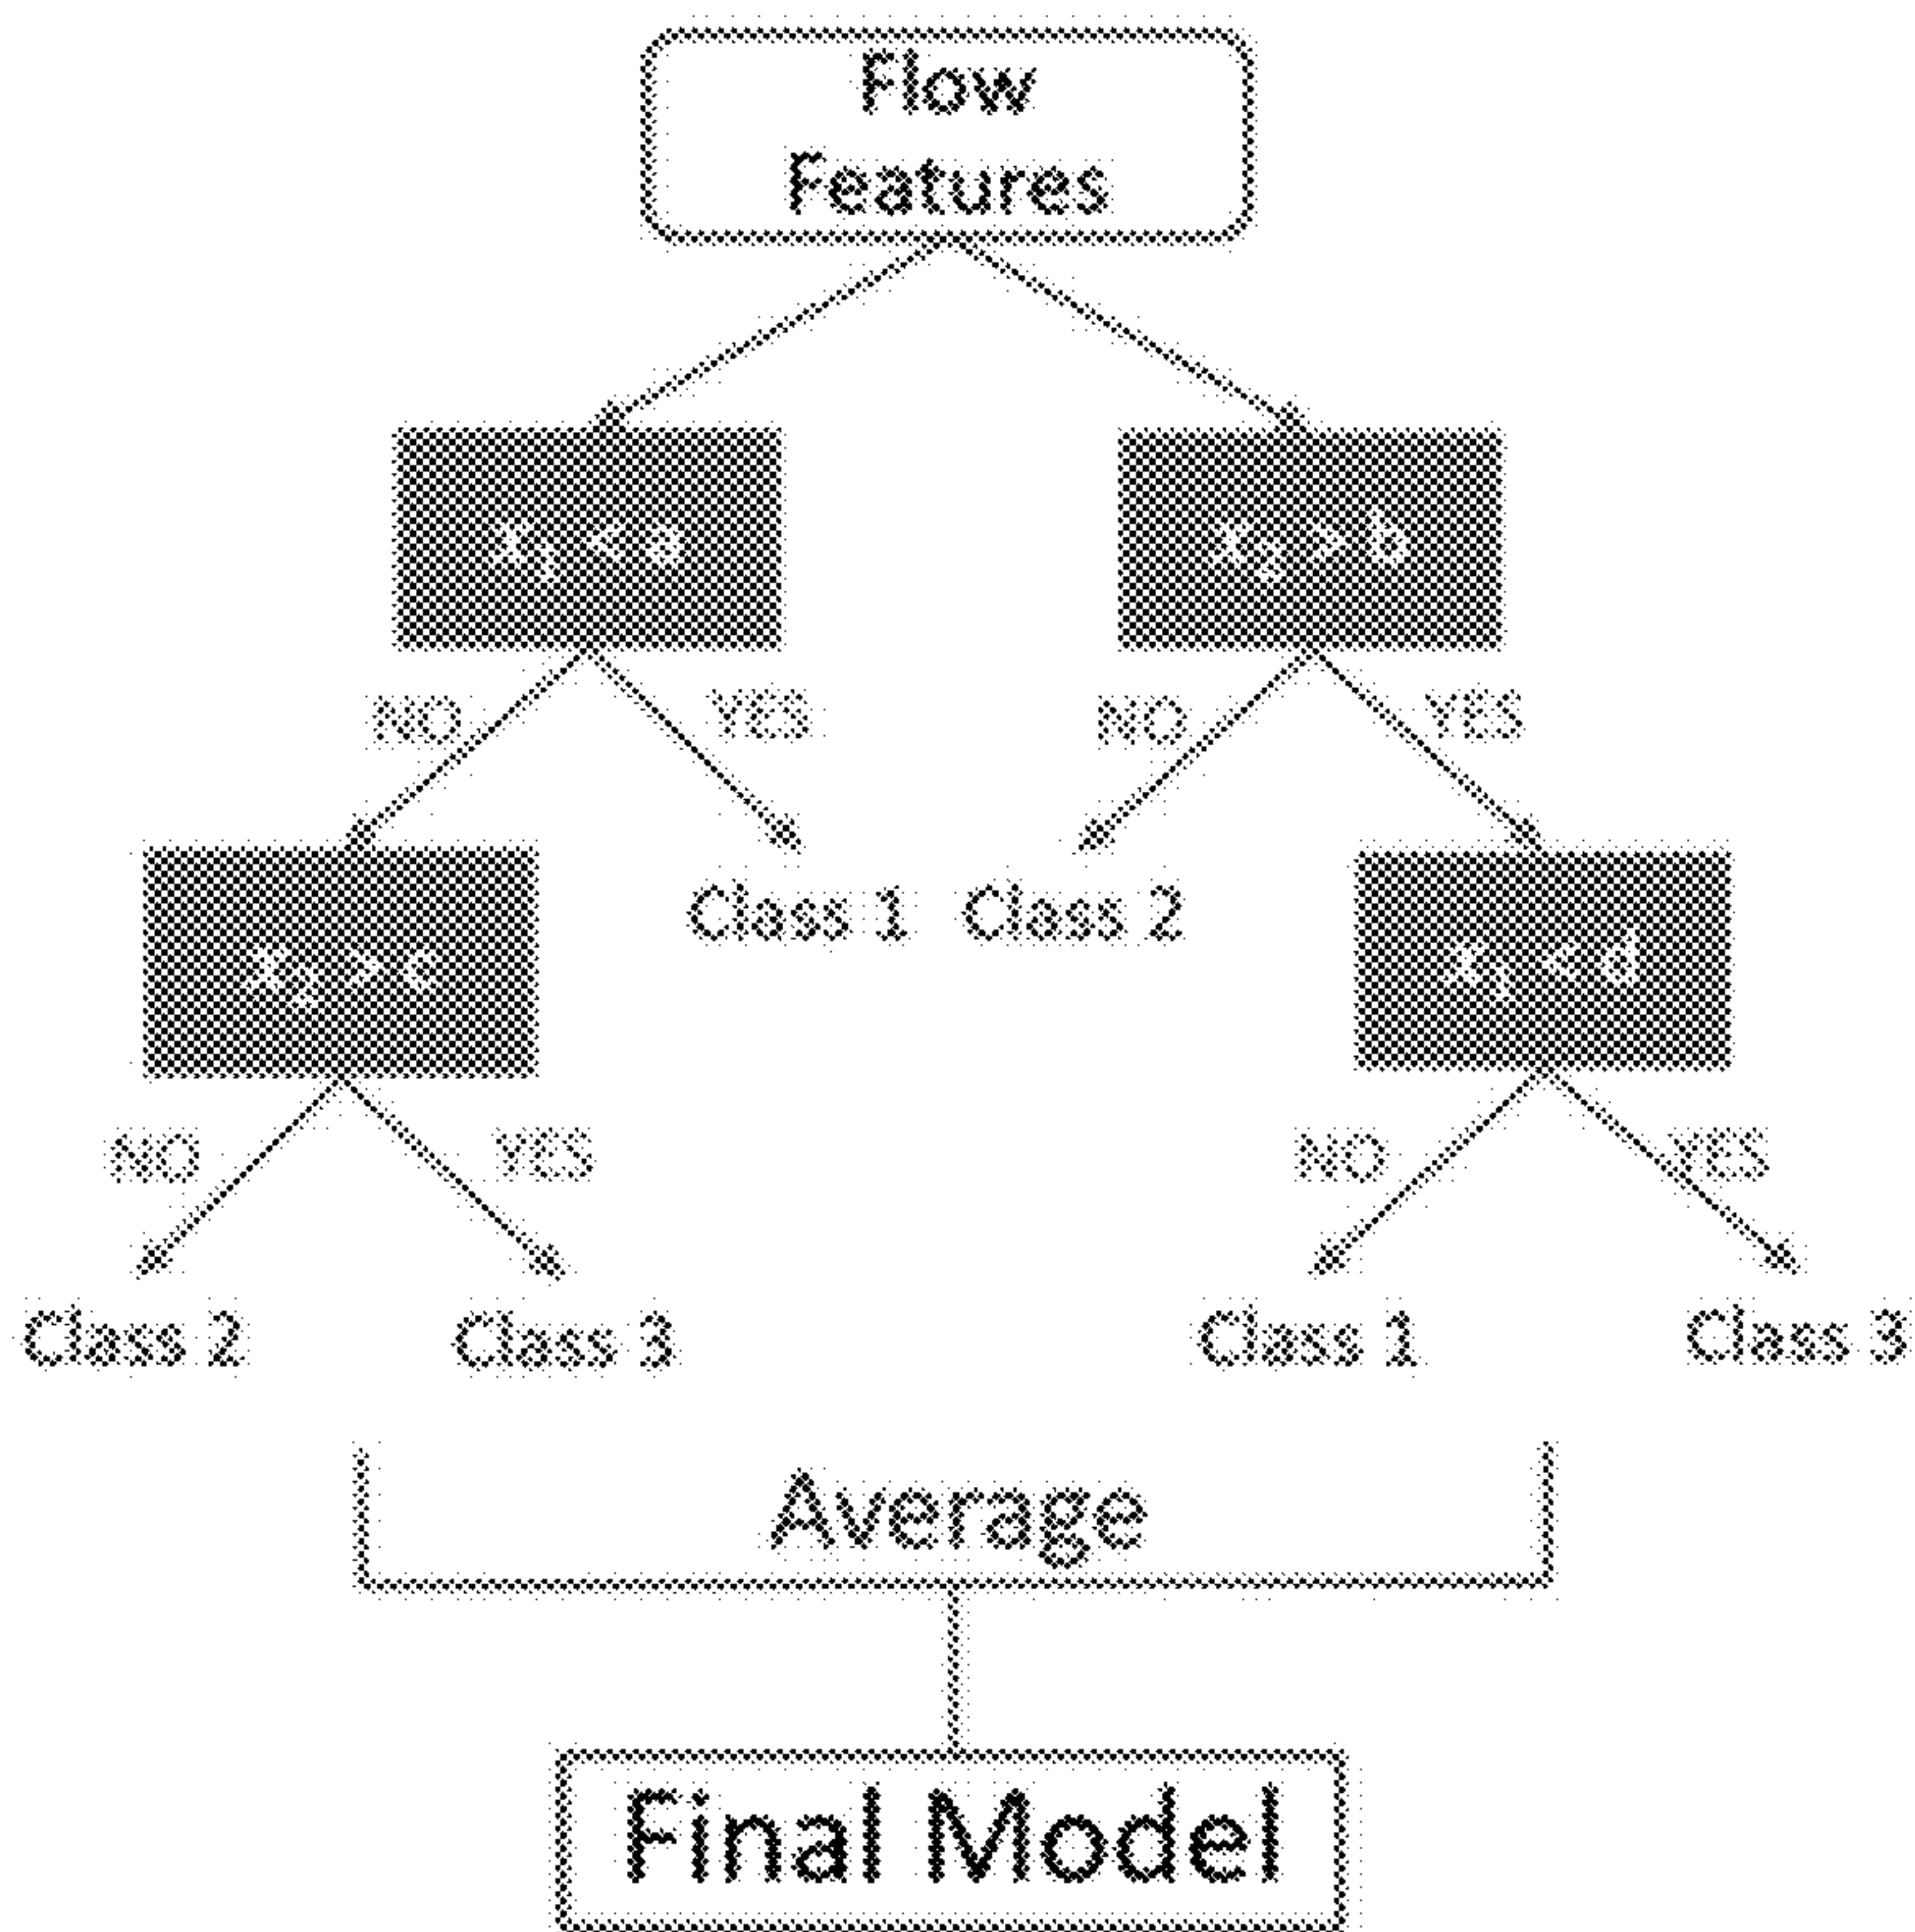 Flow
Features
< a
> b
NO
YES
NO
YES
Class 1
Class 2
> c
< d
NO
YES
NO
YES
Class 2
Class 3
Class 1
Class 3
Average
Final Model